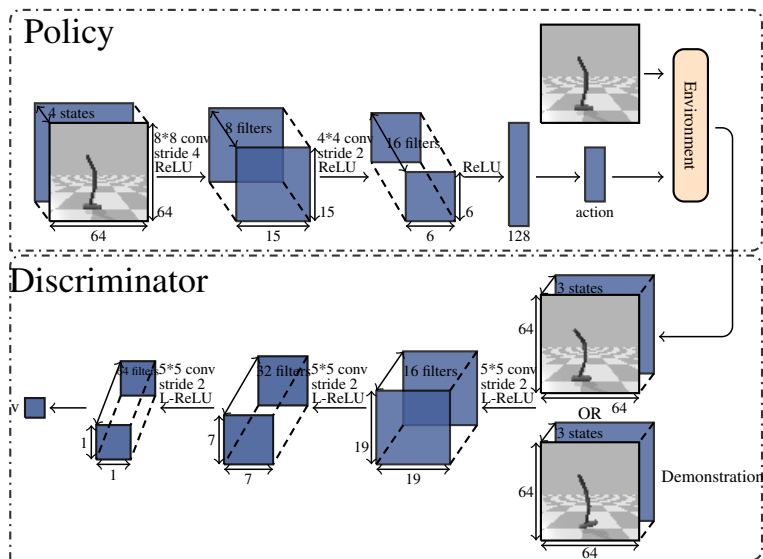 Policy
4 states
64
64
8*8 conv
stride 4
ReLU
8 filters
15
15
4*4 conv
stride 2
ReLU
16 filters
6
6
ReLU
128
action
Environment
Discriminator
3 states
64
64
OR
3 states
64
64
Demonstration
5*5 conv
stride 2
L-ReLU
16 filters
19
19
5*5 conv
stride 2
L-ReLU
32 filters
7
7
5*5 conv
stride 2
L-ReLU
64 filters
1
1
v